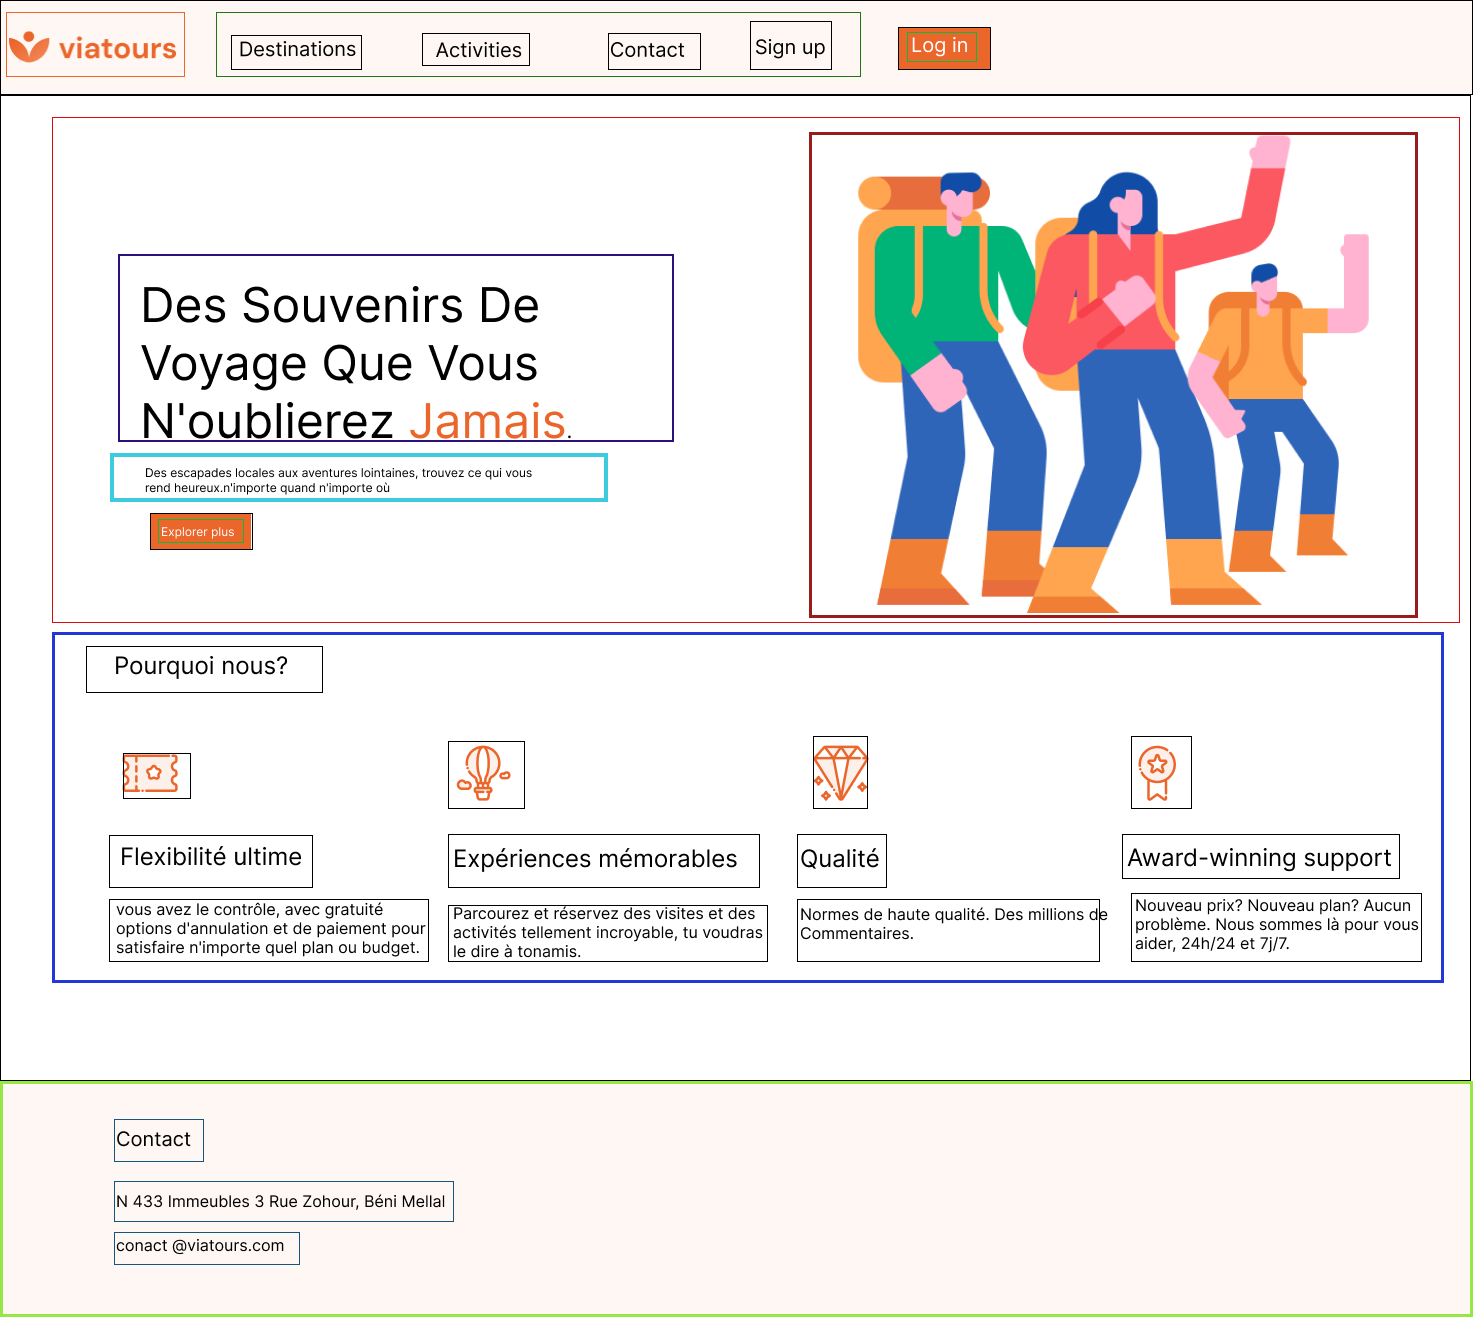 viatours
Destinations
Activities
Contact
Sign up
Log in
Des Souvenirs De
Voyage Que Vous
N'oublierez Jamais.
Des escapades locales aux aventures lointaines, trouvez ce qui vous
rend heureux.n'importe quand n'importe où
Explorer plus
Pourquoi nous?
Flexibilité ultime
vous avez le contrôle, avec gratuité
options d'annulation et de paiement pour
satisfaire n'importe quel plan ou budget.
Expériences mémorables
Parcourez et réservez des visites et des
activités tellement incroyable, tu voudras
le dire à tonamis.
Qualité
Normes de haute qualité. Des millions de
Commentaires.
Award-winning support
Nouveau prix? Nouveau plan? Aucun
problème. Nous sommes là pour vous
aider, 24h/24 et 7j/7.
Contact
N 433 Immeubles 3 Rue Zohour, Béni Mellal
conact @viatours.com